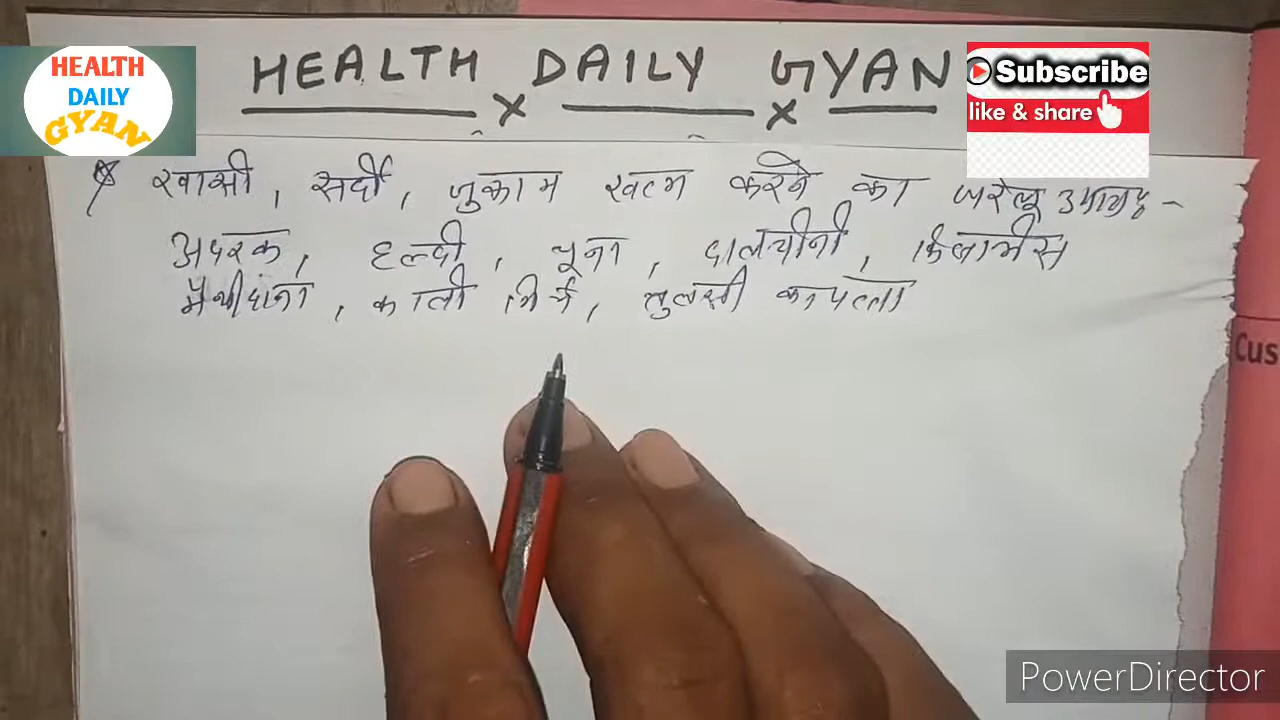 HEALTH DAILY GYAN
HEALTH
DAILY
GYAN
Subscribe
like & share
खासी, सर्दी, जुकाम खत्म करने का घरेलू उपाय :-
अदरक, हल्दी, चूना, दालचीनी, किशमिस
मैथीदाना, काली मिर्च, तुलसी का पत्ता
Cus
PowerDirector